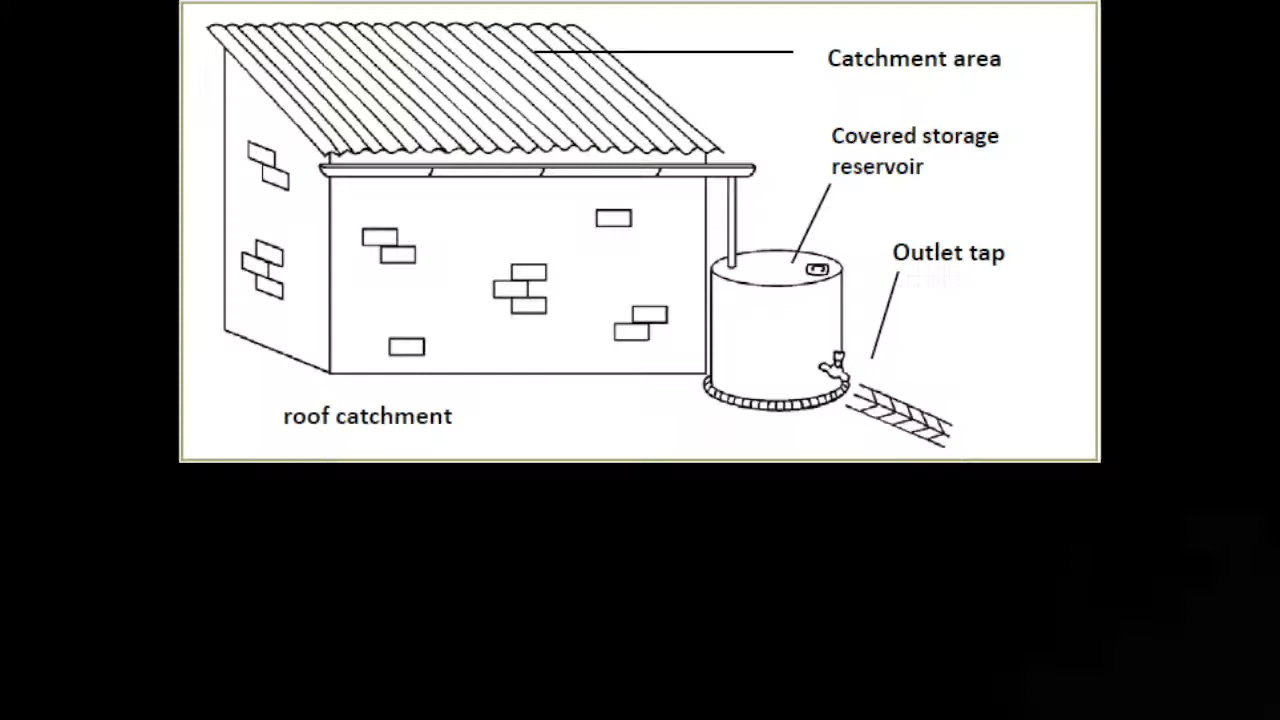 Catchment area
Covered storage
reservoir
Outlet tap
roof catchment